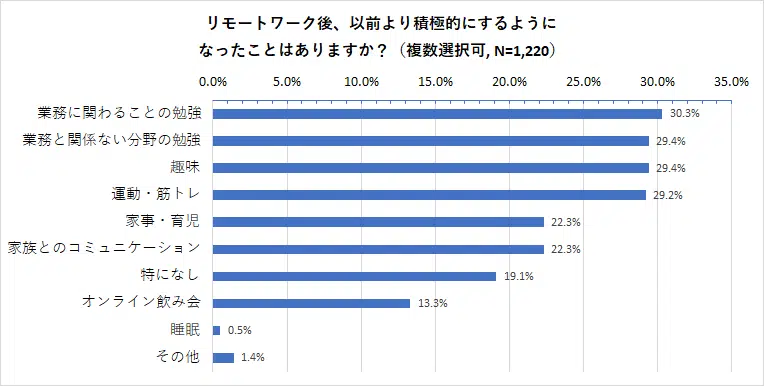 リモートワーク後、以前より積極的にするように
なったことはありますか？（複数選択可, N=1,220）
0.0% 5.0% 10.0% 15.0% 20.0% 25.0% 30.0% 35.0%
業務に関わることの勉強 30.3%
業務と関係ない分野の勉強 29.4%
趣味 29.4%
運動・筋トレ 29.2%
家事・育児 22.3%
家族とのコミュニケーション 22.3%
特になし 19.1%
オンライン飲み会 13.3%
睡眠 0.5%
その他 1.4%